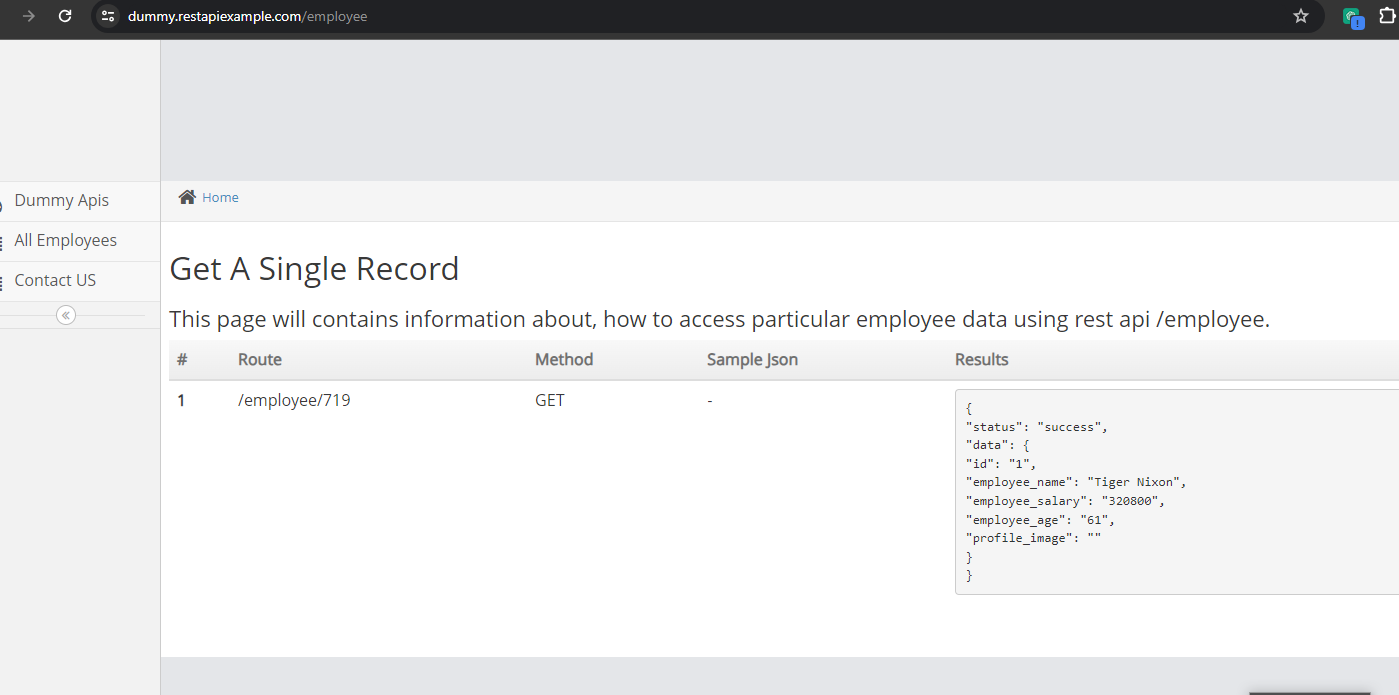 dummy.restapiexample.com/employee
Dummy Apis
All Employees
Contact US
Home
Get A Single Record
This page will contains information about, how to access particular employee data using rest api /employee.
# Route Method Sample Json Results
1 /employee/719 GET -
{
"status": "success",
"data": {
"id": "1",
"employee_name": "Tiger Nixon",
"employee_salary": "320800",
"employee_age": "61",
"profile_image": ""
}
}